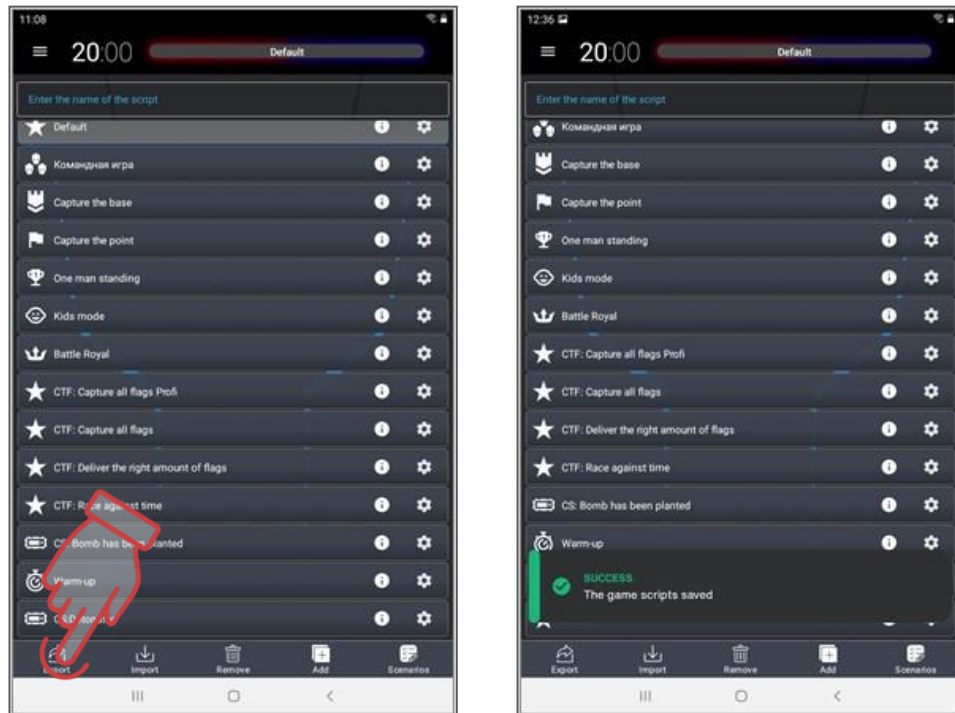 11:08
20:00
Default
Enter the name of the script
Default
Командная игра
Capture the base
Capture the point
One man standing
Kids mode
Battle Royal
CTF: Capture all flags Profi
CTF: Capture all flags
CTF: Deliver the right amount of flags
CTF: Race against time
CS: Bomb has been planted
Warm-up
Export
Import
Remove
Add
Scenarios
12:36
20:00
Default
Enter the name of the script
Командная игра
Capture the base
Capture the point
One man standing
Kids mode
Battle Royal
CTF: Capture all flags Profi
CTF: Capture all flags
CTF: Deliver the right amount of flags
CTF: Race against time
CS: Bomb has been planted
Warm-up
SUCCESS
The game scripts saved
Export
Import
Remove
Add
Scenarios